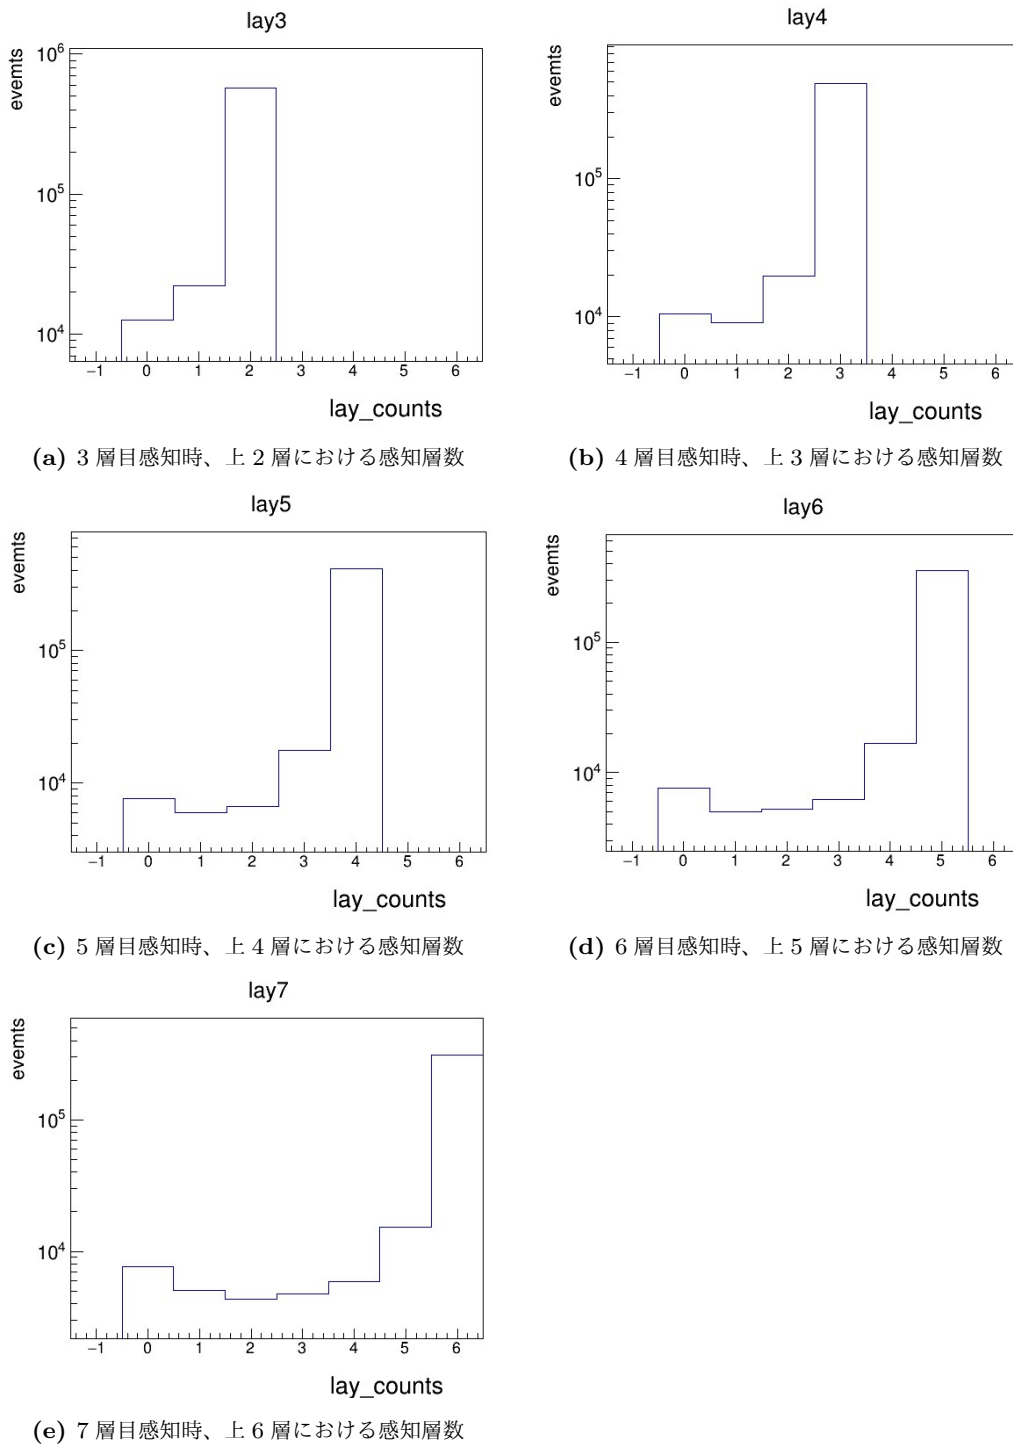 lay3
evemts
10^6
10^5
10^4
−1 0 1 2 3 4 5 6
lay_counts
(a) 3 層目感知時、上 2 層における感知層数
lay4
evemts
10^5
10^4
−1 0 1 2 3 4 5 6
lay_counts
(b) 4 層目感知時、上 3 層における感知層数
lay5
evemts
10^5
10^4
−1 0 1 2 3 4 5 6
lay_counts
(c) 5 層目感知時、上 4 層における感知層数
lay6
evemts
10^5
10^4
−1 0 1 2 3 4 5 6
lay_counts
(d) 6 層目感知時、上 5 層における感知層数
lay7
evemts
10^5
10^4
−1 0 1 2 3 4 5 6
lay_counts
(e) 7 層目感知時、上 6 層における感知層数